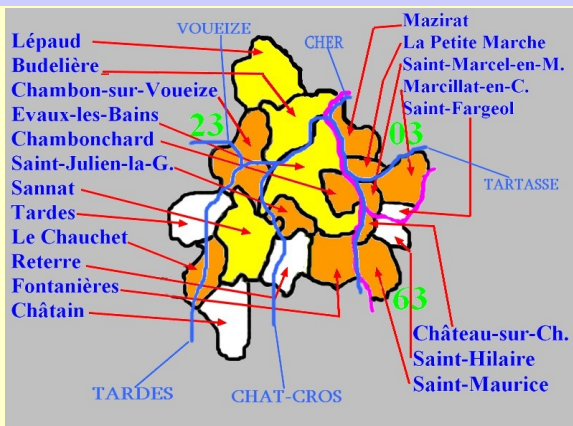 Lépaud
Budelière
Chambon-sur-Voueize
Evaux-les-Bains
Chambonchard
Saint-Julien-la-G.
Sannat
Tardes
Le Chauchet
Reterre
Fontanières
Châtain
VOUEIZE
CHER
23
03
63
TARDES
CHAT-CROS
TARTASSE
Mazirat
La Petite Marche
Saint-Marcel-en-M.
Marcillat-en-C.
Saint-Fargeol
Château-sur-Ch.
Saint-Hilaire
Saint-Maurice